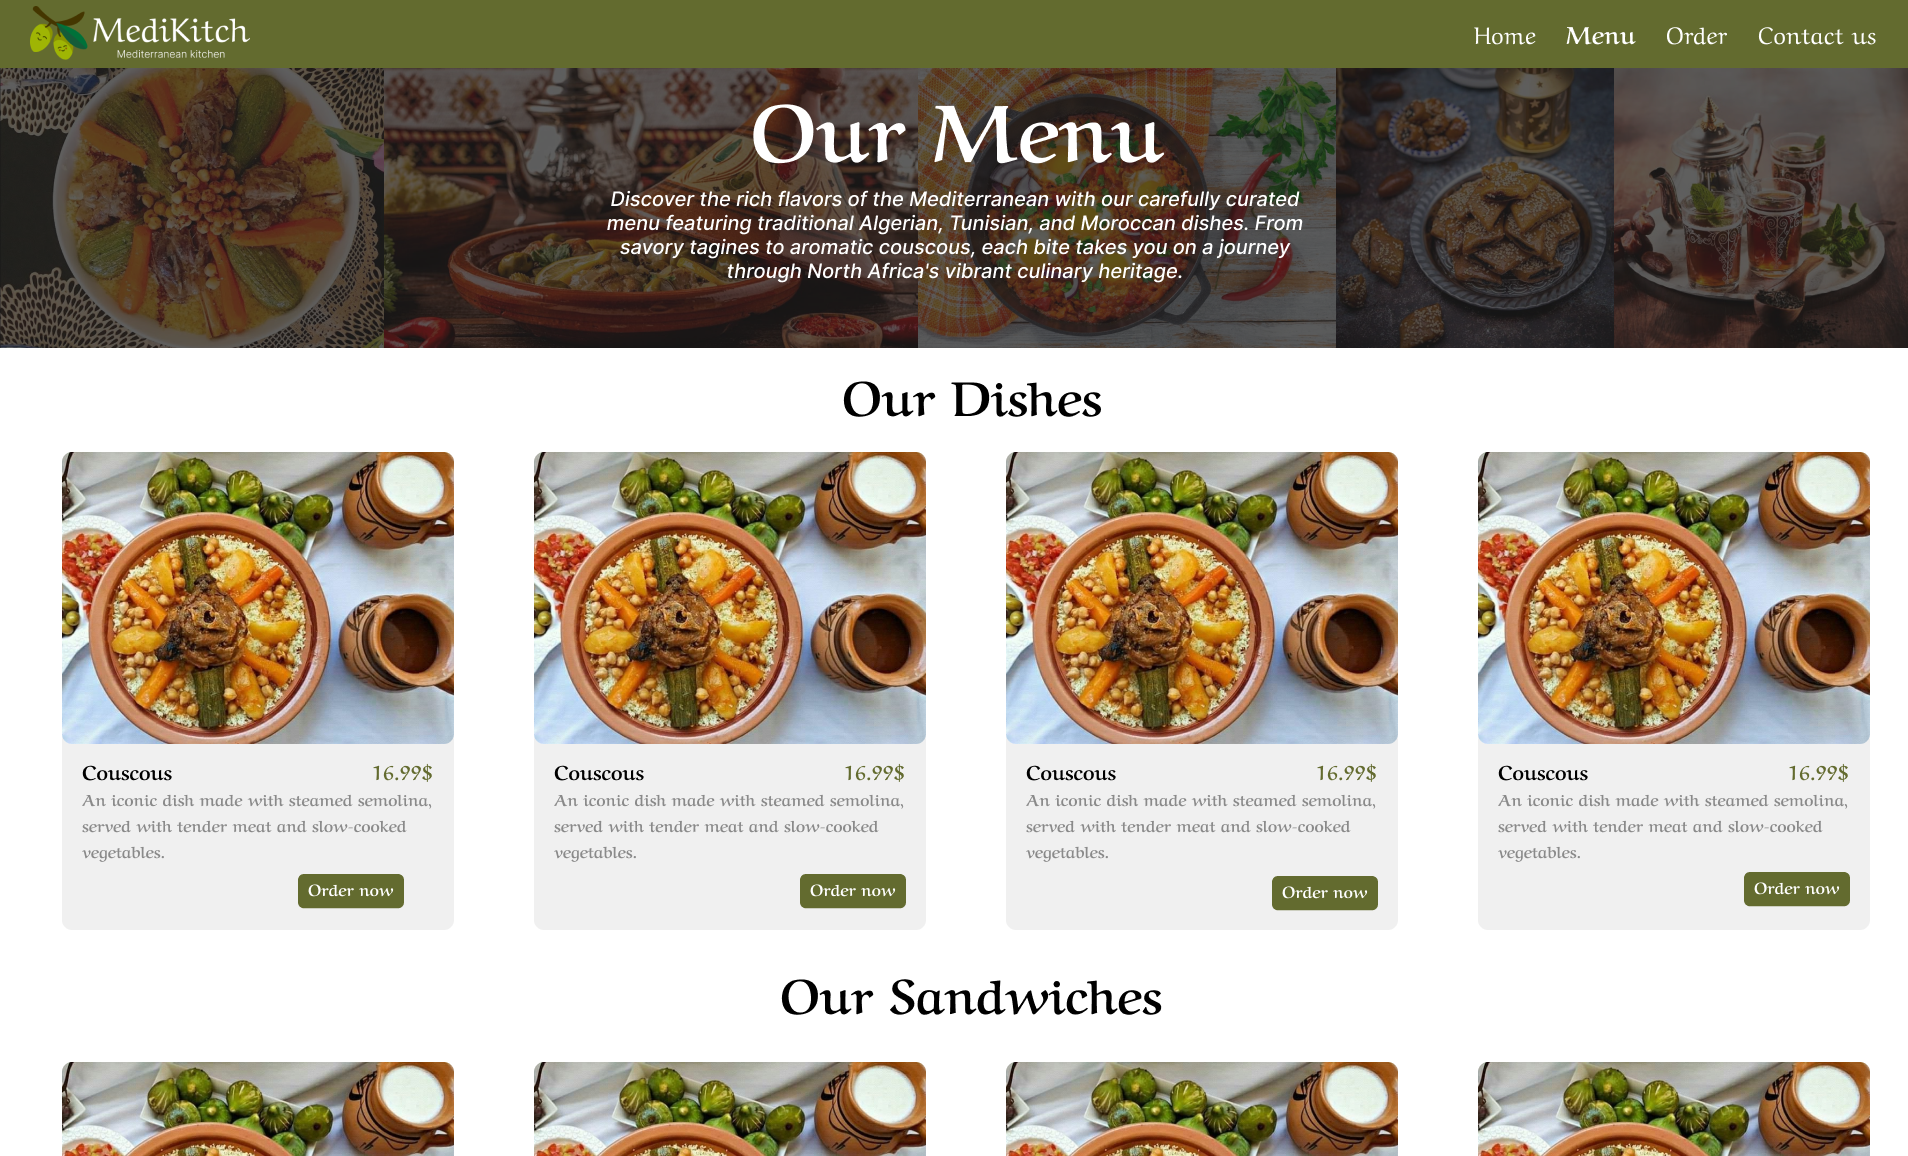 MediKitch
Mediterranean kitchen
Home Menu Order Contact us
Our Menu
Discover the rich flavors of the Mediterranean with our carefully curated
menu featuring traditional Algerian, Tunisian, and Moroccan dishes. From
savory tagines to aromatic couscous, each bite takes you on a journey
through North Africa's vibrant culinary heritage.
Our Dishes
Couscous 16.99$
An iconic dish made with steamed semolina,
served with tender meat and slow-cooked
vegetables.
Order now
Couscous 16.99$
An iconic dish made with steamed semolina,
served with tender meat and slow-cooked
vegetables.
Order now
Couscous 16.99$
An iconic dish made with steamed semolina,
served with tender meat and slow-cooked
vegetables.
Order now
Couscous 16.99$
An iconic dish made with steamed semolina,
served with tender meat and slow-cooked
vegetables.
Order now
Our Sandwiches